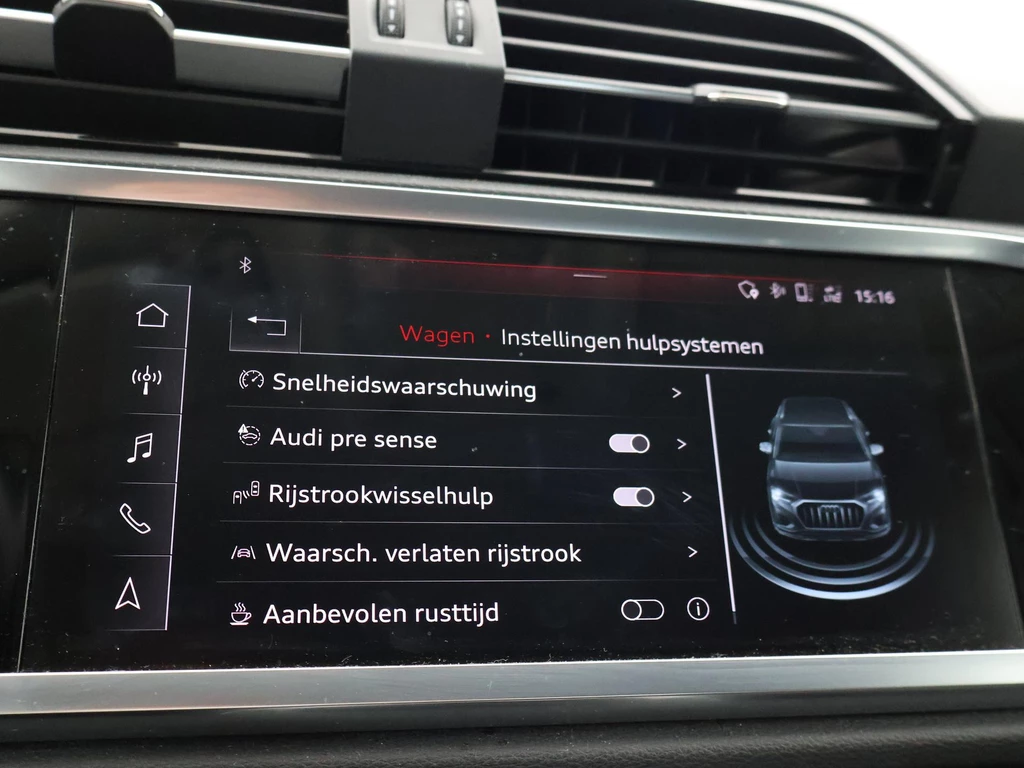 15:16
Wagen · Instellingen hulpsystemen
Snelheidswaarschuwing
Audi pre sense
Rijstrookwisselhulp
Waarsch. verlaten rijstrook
Aanbevolen rusttijd